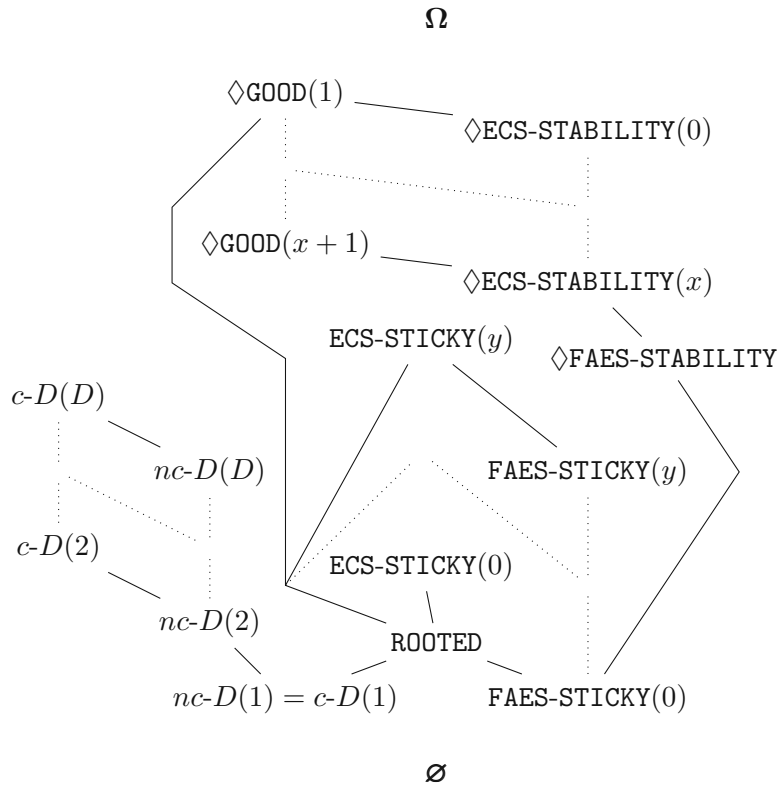 Ω
◇GOOD(1)
◇ECS-STABILITY(0)
◇GOOD(x + 1)
◇ECS-STABILITY(x)
ECS-STICKY(y)
◇FAES-STABILITY
c-D(D)
nc-D(D)
FAES-STICKY(y)
c-D(2)
ECS-STICKY(0)
nc-D(2)
ROOTED
nc-D(1) = c-D(1)
FAES-STICKY(0)
∅